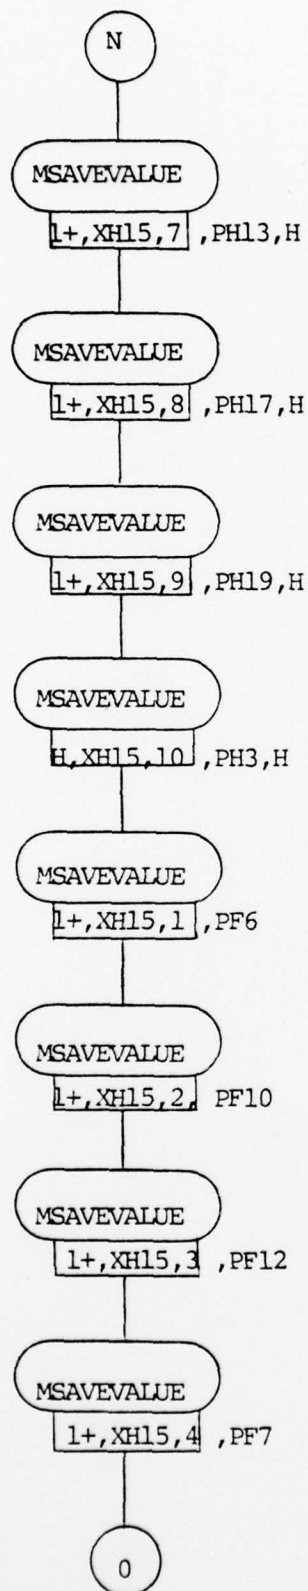 N
MSAVEVALUE
1+,XH15,7 ,PH13,H
MSAVEVALUE
1+,XH15,8 ,PH17,H
MSAVEVALUE
1+,XH15,9 ,PH19,H
MSAVEVALUE
H,XH15,10 ,PH3,H
MSAVEVALUE
1+,XH15,1 ,PF6
MSAVEVALUE
1+,XH15,2, PF10
MSAVEVALUE
1+,XH15,3 ,PF12
MSAVEVALUE
1+,XH15,4 ,PF7
O